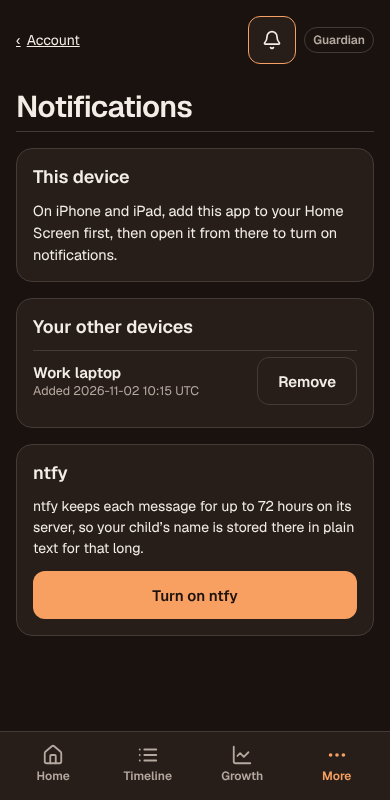 ‹ Account
Guardian
Notifications
This device
On iPhone and iPad, add this app to your Home
Screen first, then open it from there to turn on
notifications.
Your other devices
Work laptop
Added 2026-11-02 10:15 UTC
Remove
ntfy
ntfy keeps each message for up to 72 hours on its
server, so your child’s name is stored there in plain
text for that long.
Turn on ntfy
Home
Timeline
Growth
More